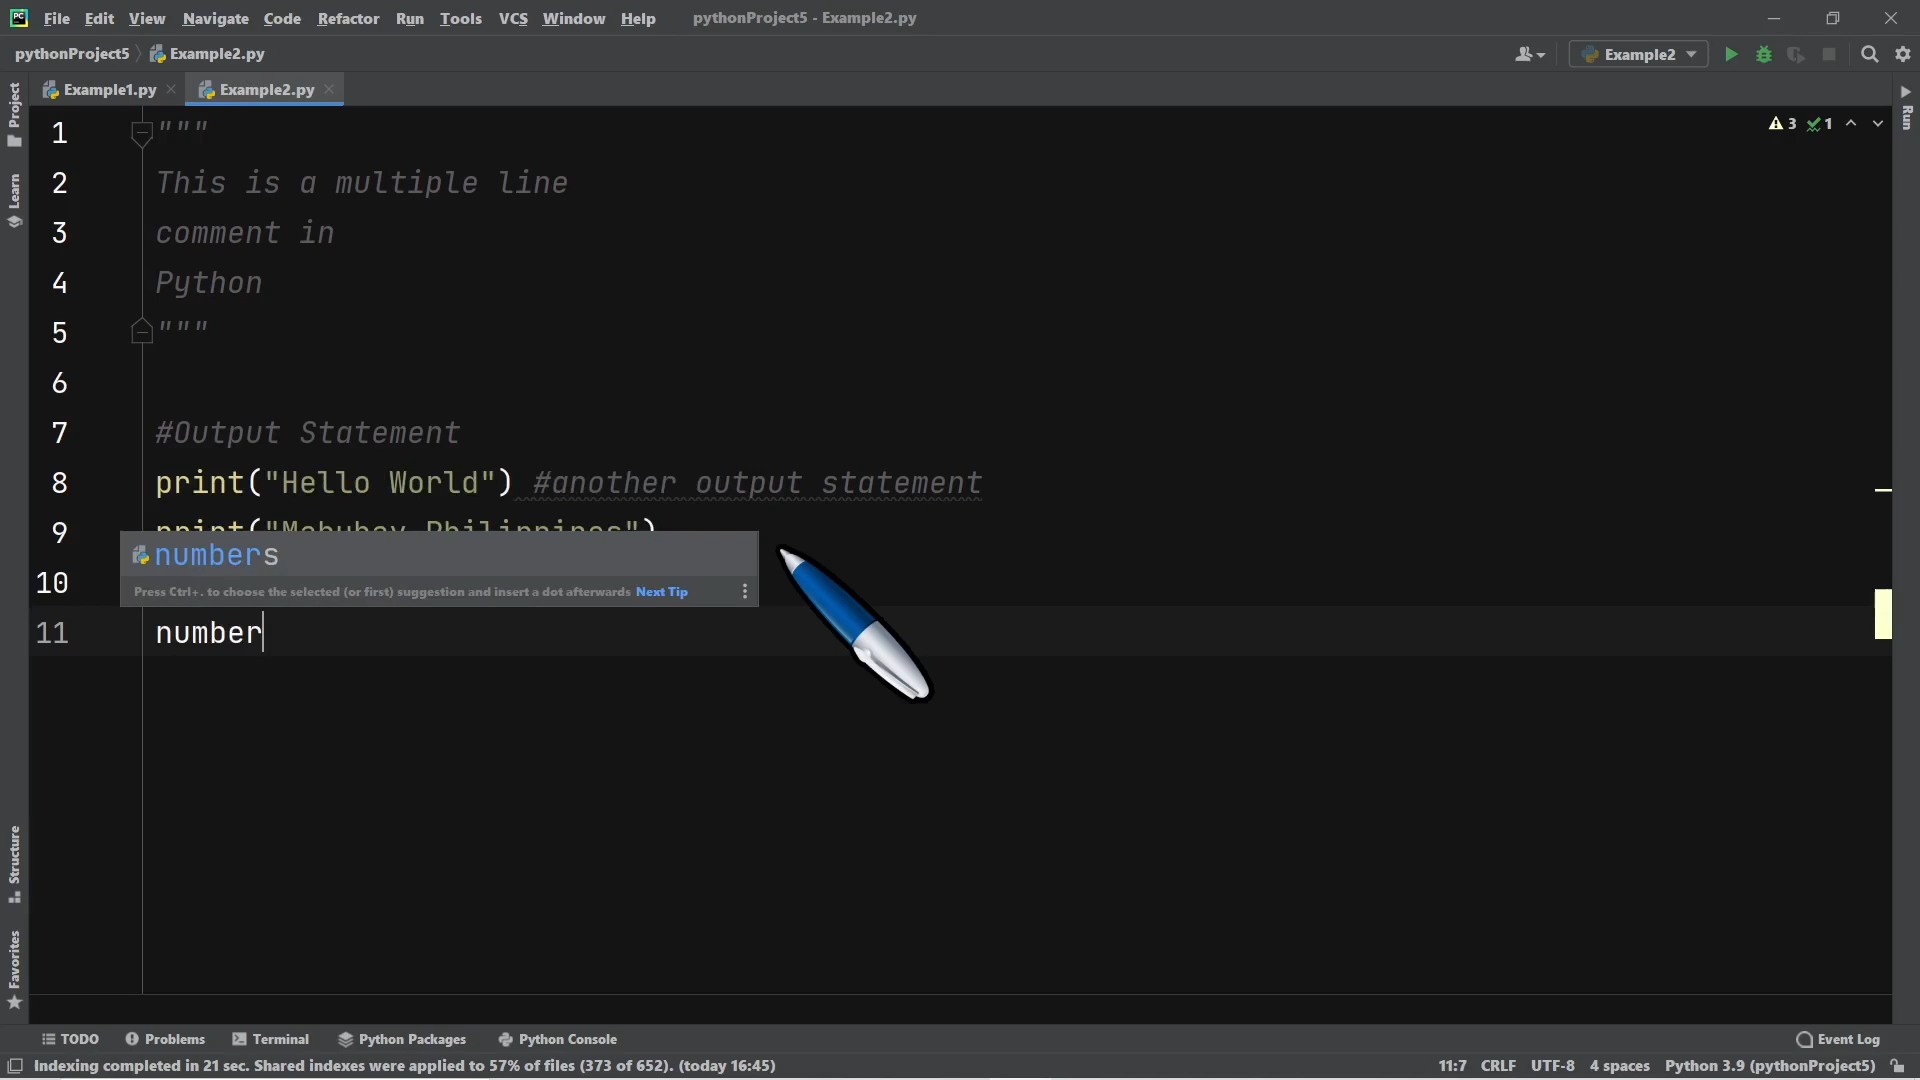 PC File Edit View Navigate Code Refactor Run Tools VCS Window Help pythonProject5 - Example2.py
pythonProject5 Example2.py Example2
Example1.py Example2.py
Project
Learn
Structure
Favorites
Run
3 1
1 """
2 This is a multiple line
3 comment in
4 Python
5 """
6
7 #Output Statement
8 print("Hello World") #another output statement
9 print("Mabuhay Philippines")
numbers
Press Ctrl+. to choose the selected (or first) suggestion and insert a dot afterwards Next Tip
10
11 number
TODO Problems Terminal Python Packages Python Console Event Log
Indexing completed in 21 sec. Shared indexes were applied to 57% of files (373 of 652). (today 16:45) 11:7 CRLF UTF-8 4 spaces Python 3.9 (pythonProject5)